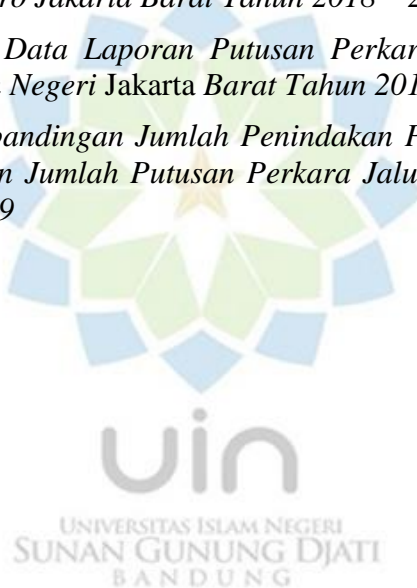 ro Jakarta Barat Tahun 2018 – 2
Data Laporan Putusan Perkar
Negeri Jakarta Barat Tahun 201
bandingan Jumlah Penindakan P
n Jumlah Putusan Perkara Jalu
9
uin
UNIVERSITAS ISLAM NEGERI
SUNAN GUNUNG DJATI
BANDUNG